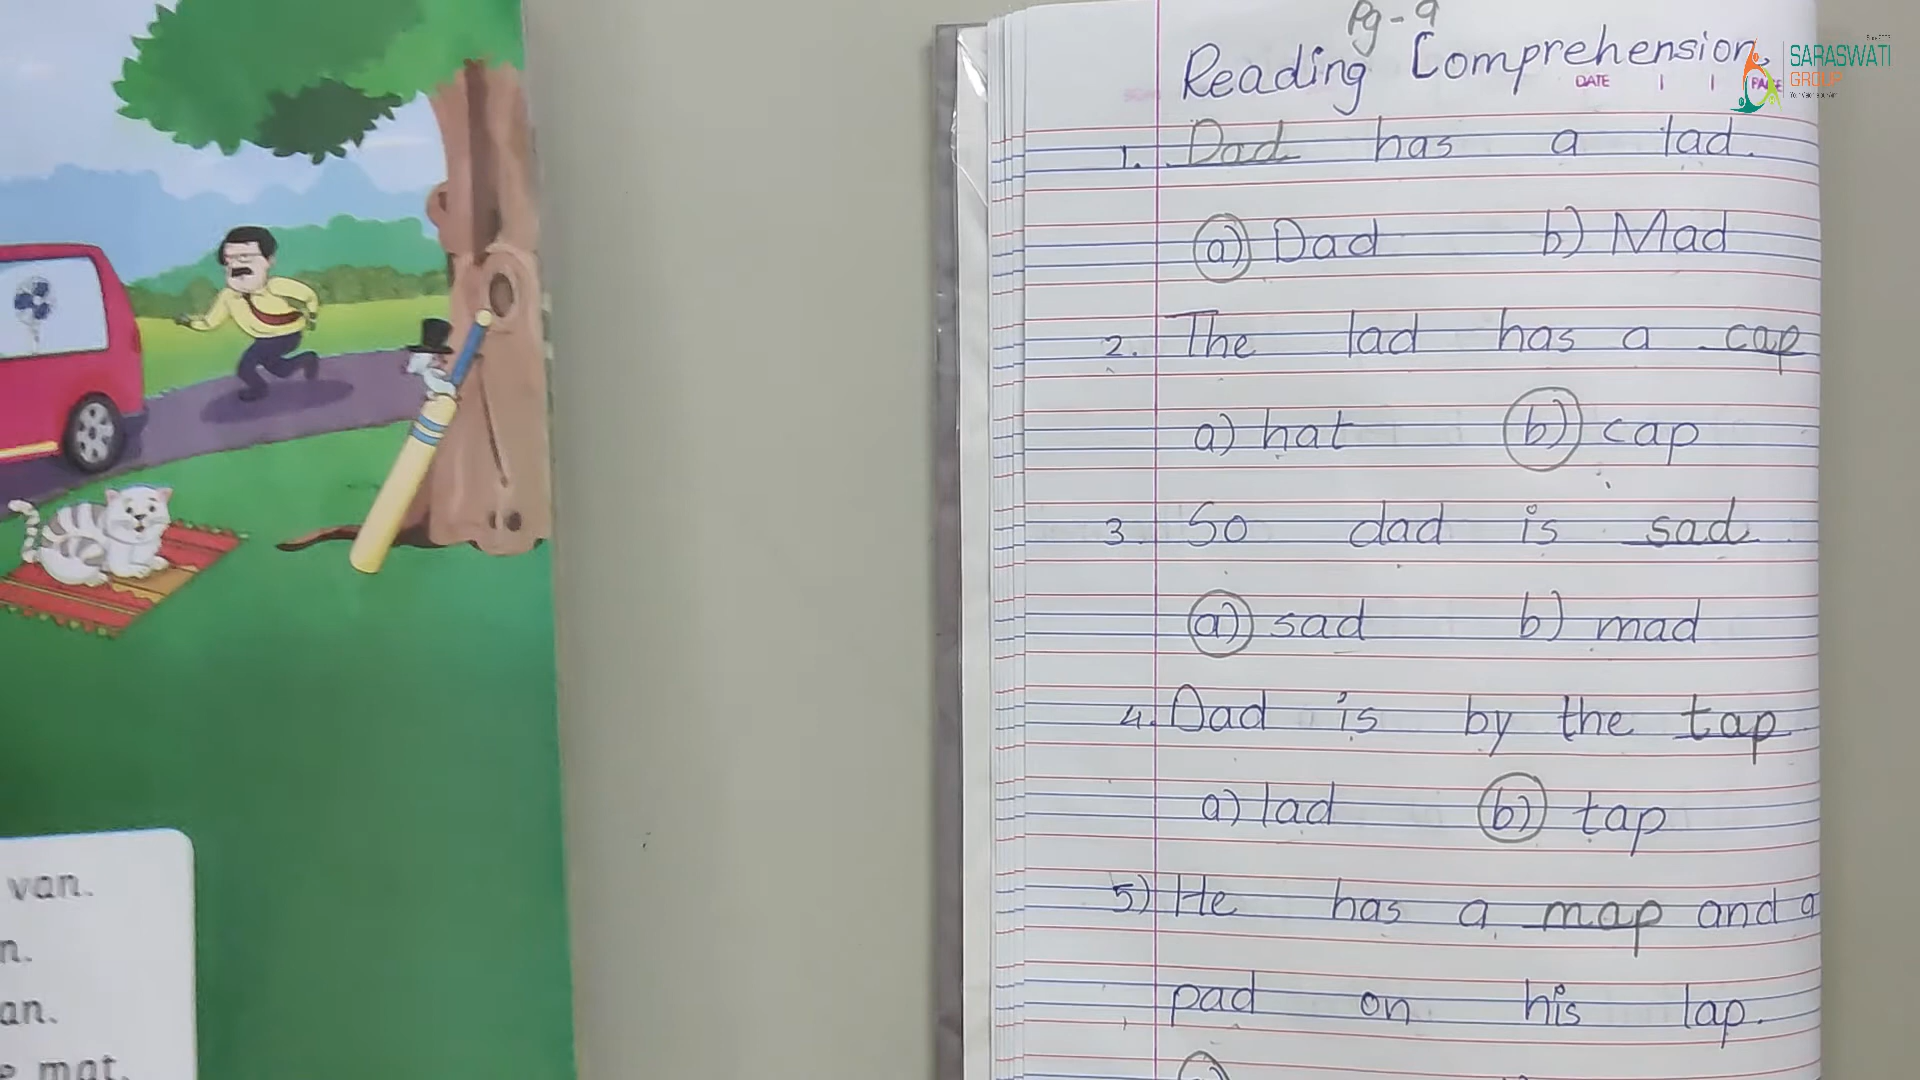 van.
n.
an.
e mat.
Pg - 9
Reading Comprehension
DATE
PAGE
SARASWATI
GROUP
1. Dad has a lad.
a) Dad b) Mad
2. The lad has a cap
a) hat b) cap
3. So dad is sad.
a) sad b) mad
4. Dad is by the tap
a) lad b) tap
5) He has a map and a
pad on his lap.